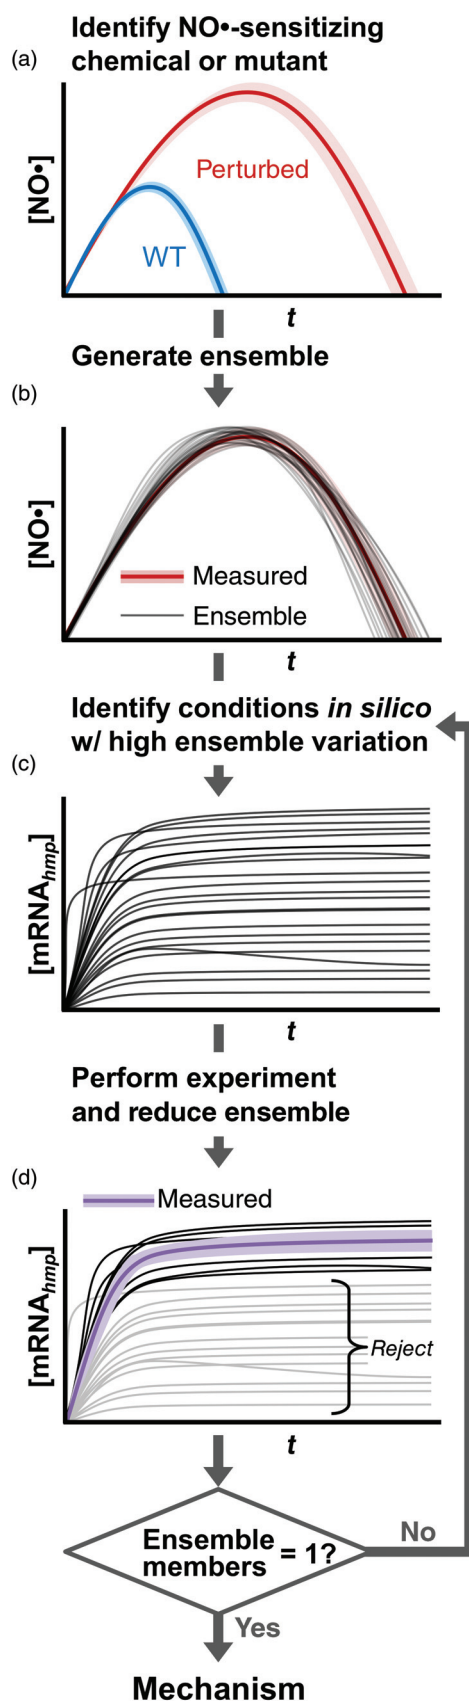 Identify NO•-sensitizing
chemical or mutant
(a)
[NO•]
Perturbed
WT
t
Generate ensemble
(b)
[NO•]
Measured
Ensemble
t
Identify conditions in silico
w/ high ensemble variation
(c)
[mRNAhmp]
t
Perform experiment
and reduce ensemble
(d)
Measured
[mRNAhmp]
Reject
t
Ensemble
members = 1?
No
Yes
Mechanism